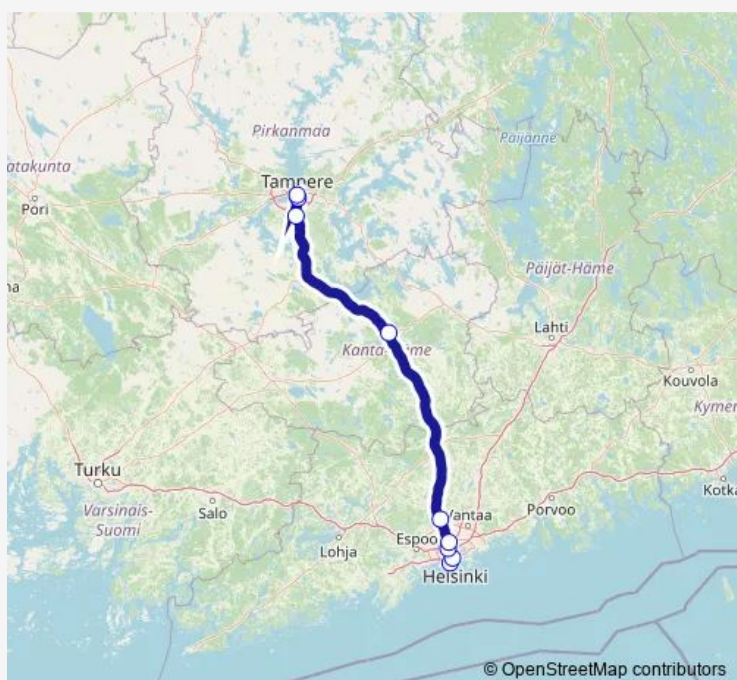 Pirkanmaa
Päijänne
atakunta
Tampere
Pori
Päijät-Häme
na
Lahti
Kanta-Häme
Kouvola
Kymen
Turku
Varsinais-
Suomi
Salo
Lohja
Espoo
Vantaa
Porvoo
Kotka
Helsinki
© OpenStreetMap contributors